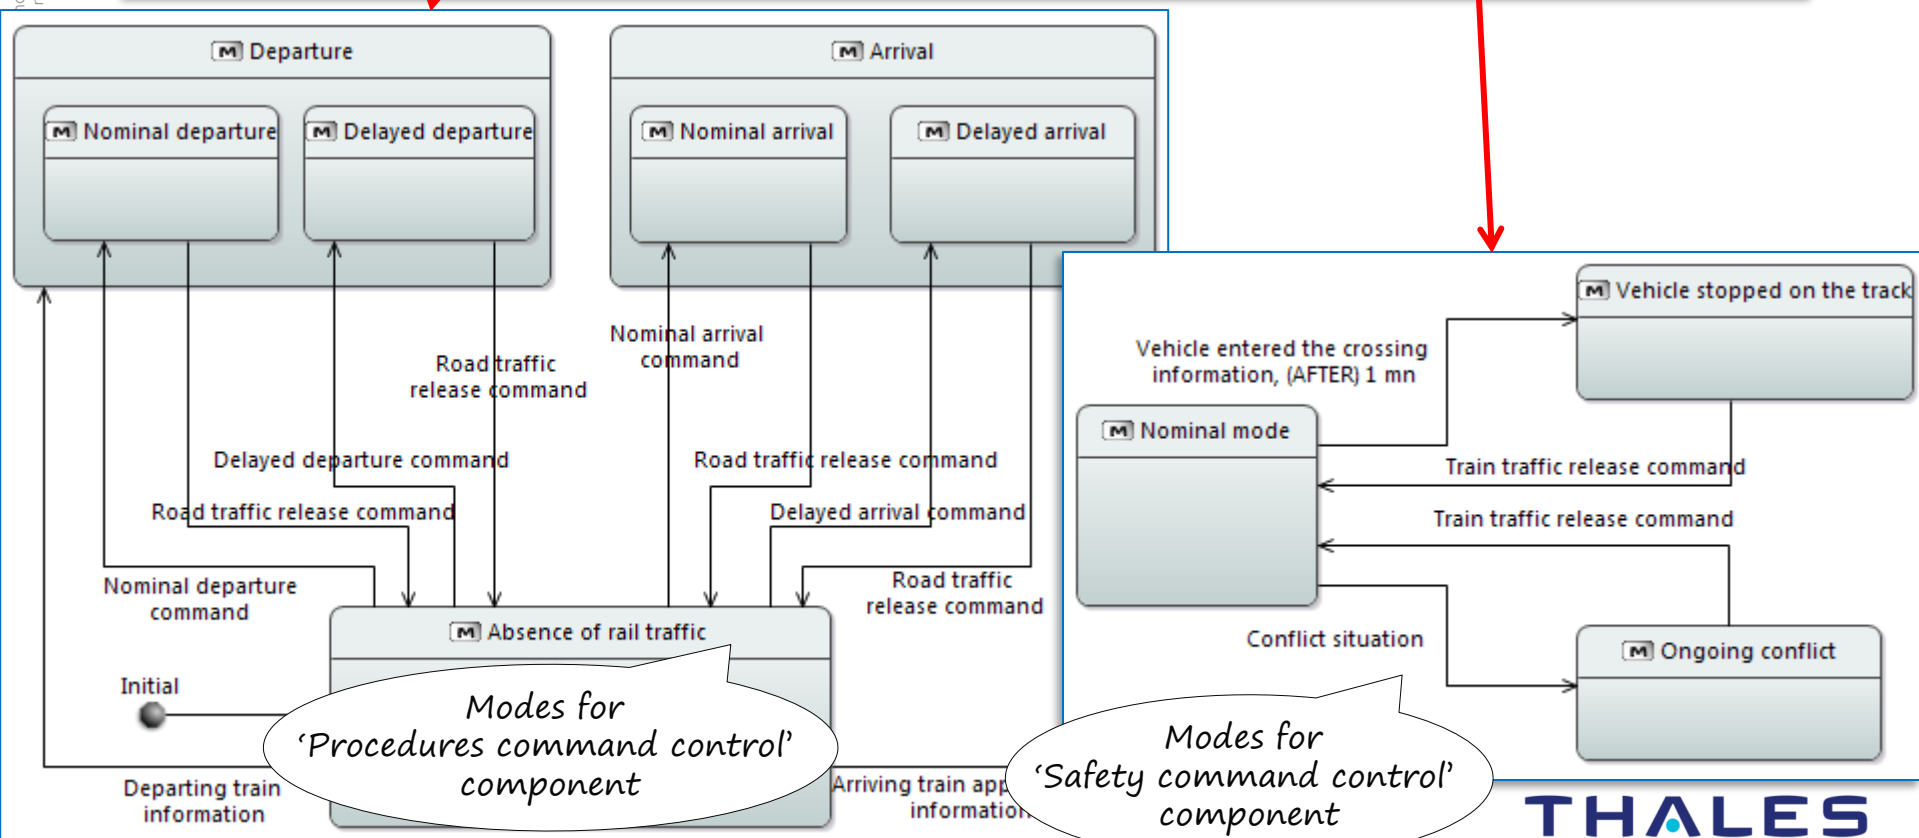 Departure
Nominal departure
Delayed departure
Arrival
Nominal arrival
Delayed arrival
Nominal arrival
command
Road traffic
release command
Delayed departure command
Road traffic release command
Road traffic release command
Delayed arrival command
Nominal departure
command
Road traffic
release command
Absence of rail traffic
Initial
Modes for
‘Procedures command control’
component
Departing train
information
Arriving train
information
Vehicle stopped on the track
Vehicle entered the crossing
information, (AFTER) 1 mn
Nominal mode
Train traffic release command
Train traffic release command
Conflict situation
Ongoing conflict
Modes for
‘Safety command control’
component
THALES